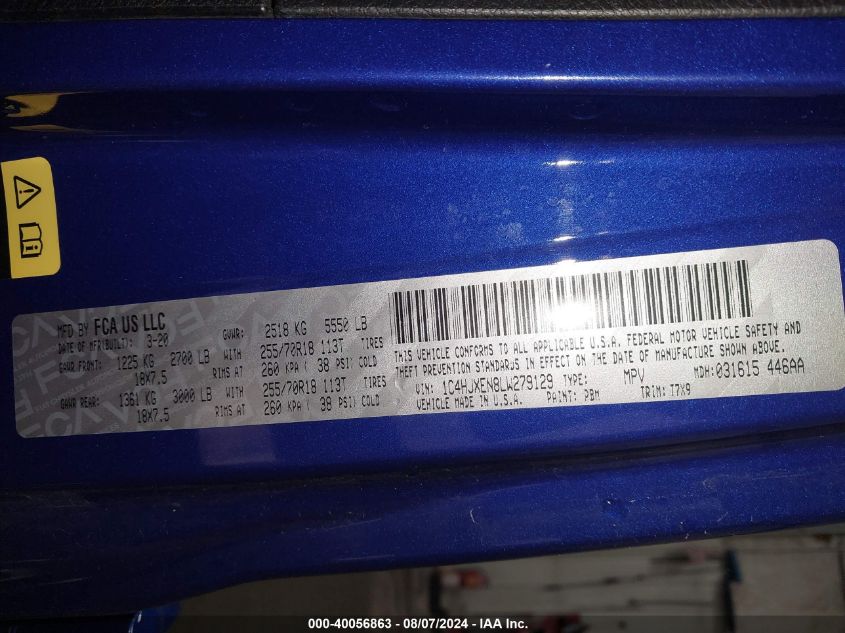 MFD BY FCA US LLC
DATE OF MFR(BUILT): 3-20 GVWR: 2518 KG 5550 LB
GAWR FRONT: 1225 KG 2700 LB WITH 255/70R18 113T TIRES
18X7.5 RIMS AT 260 KPA ( 38 PSI) COLD
GAWR REAR: 1361 KG 3000 LB WITH 255/70R18 113T TIRES
18X7.5 RIMS AT 260 KPA ( 38 PSI) COLD
THIS VEHICLE CONFORMS TO ALL APPLICABLE U.S.A. FEDERAL MOTOR VEHICLE SAFETY AND
THEFT PREVENTION STANDARDS IN EFFECT ON THE DATE OF MANUFACTURE SHOWN ABOVE.
VIN: 1C4HJXEN8LW279129 TYPE: MPV MDH: 031615 446AA
VEHICLE MADE IN U.S.A. PAINT: PBM TRIM: I7X9
000-40056863 - 08/07/2024 - IAA Inc.